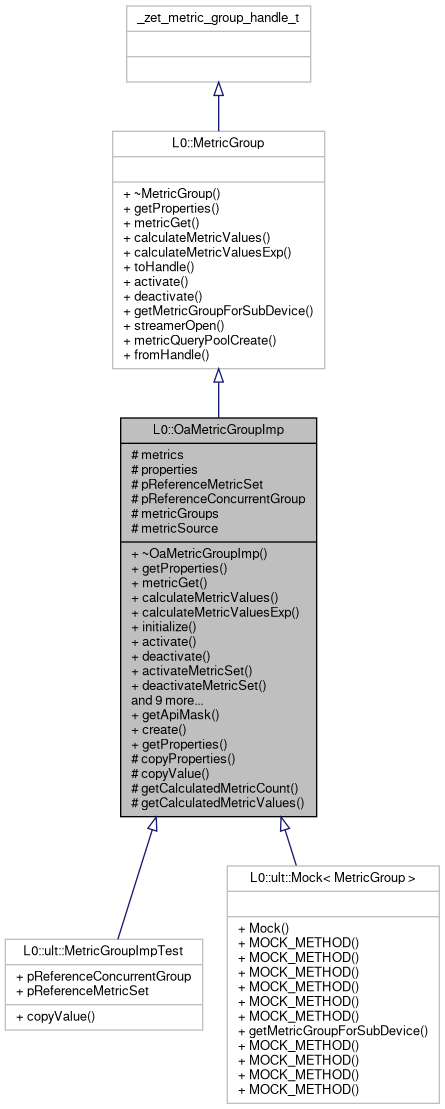 _zet_metric_group_handle_t
L0::MetricGroup
+ ~MetricGroup()
+ getProperties()
+ metricGet()
+ calculateMetricValues()
+ calculateMetricValuesExp()
+ toHandle()
+ activate()
+ deactivate()
+ getMetricGroupForSubDevice()
+ streamerOpen()
+ metricQueryPoolCreate()
+ fromHandle()
L0::OaMetricGroupImp
# metrics
# properties
# pReferenceMetricSet
# pReferenceConcurrentGroup
# metricGroups
# metricSource
+ ~OaMetricGroupImp()
+ getProperties()
+ metricGet()
+ calculateMetricValues()
+ calculateMetricValuesExp()
+ initialize()
+ activate()
+ deactivate()
+ activateMetricSet()
+ deactivateMetricSet()
and 9 more...
+ getApiMask()
+ create()
+ getProperties()
# copyProperties()
# copyValue()
# getCalculatedMetricCount()
# getCalculatedMetricValues()
L0::ult::MetricGroupImpTest
+ pReferenceConcurrentGroup
+ pReferenceMetricSet
+ copyValue()
L0::ult::Mock< MetricGroup >
+ Mock()
+ MOCK_METHOD()
+ MOCK_METHOD()
+ MOCK_METHOD()
+ MOCK_METHOD()
+ MOCK_METHOD()
+ MOCK_METHOD()
+ getMetricGroupForSubDevice()
+ MOCK_METHOD()
+ MOCK_METHOD()
+ MOCK_METHOD()
+ MOCK_METHOD()